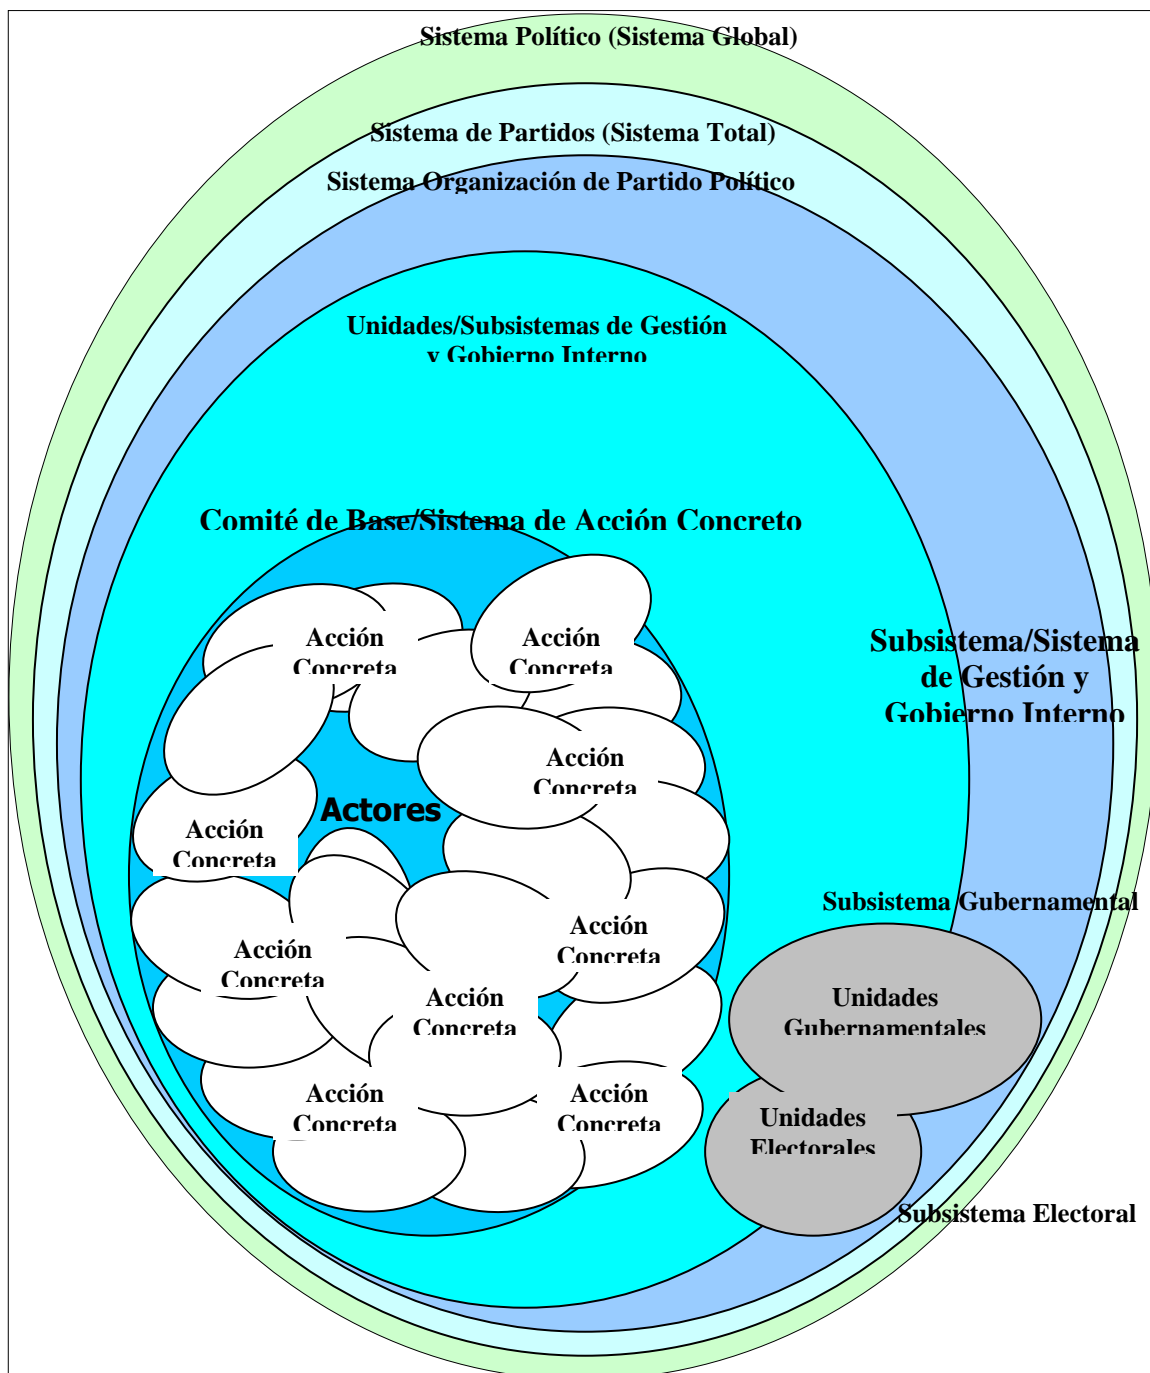 Sistema Político (Sistema Global)
Sistema de Partidos (Sistema Total)
Sistema Organización de Partido Político
Unidades/Subsistemas de Gestión
y Gobierno Interno
Comité de Base/Sistema de Acción Concreto
Acción
Concreta
Acción
Concreta
Subsistema/Sistema
de Gestión y
Gobierno Interno
Acción
Concreta
Actores
Acción
Concreta
Subsistema Gubernamental
Acción
Concreta
Acción
Concreta
Acción
Concreta
Unidades
Gubernamentales
Acción
Concreta
Acción
Concreta
Unidades
Electorales
Subsistema Electoral